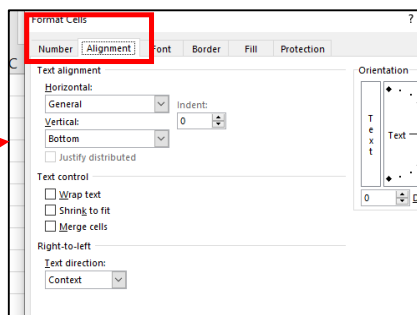 Format Cells ?
C
Number Alignment Font Border Fill Protection
Text alignment
Orientation
Horizontal:
General
Indent:
Vertical:
0
Bottom
Justify distributed
Text
Text
Text control
Wrap text
Shrink to fit
Merge cells
0 D
Right-to-left
Text direction:
Context